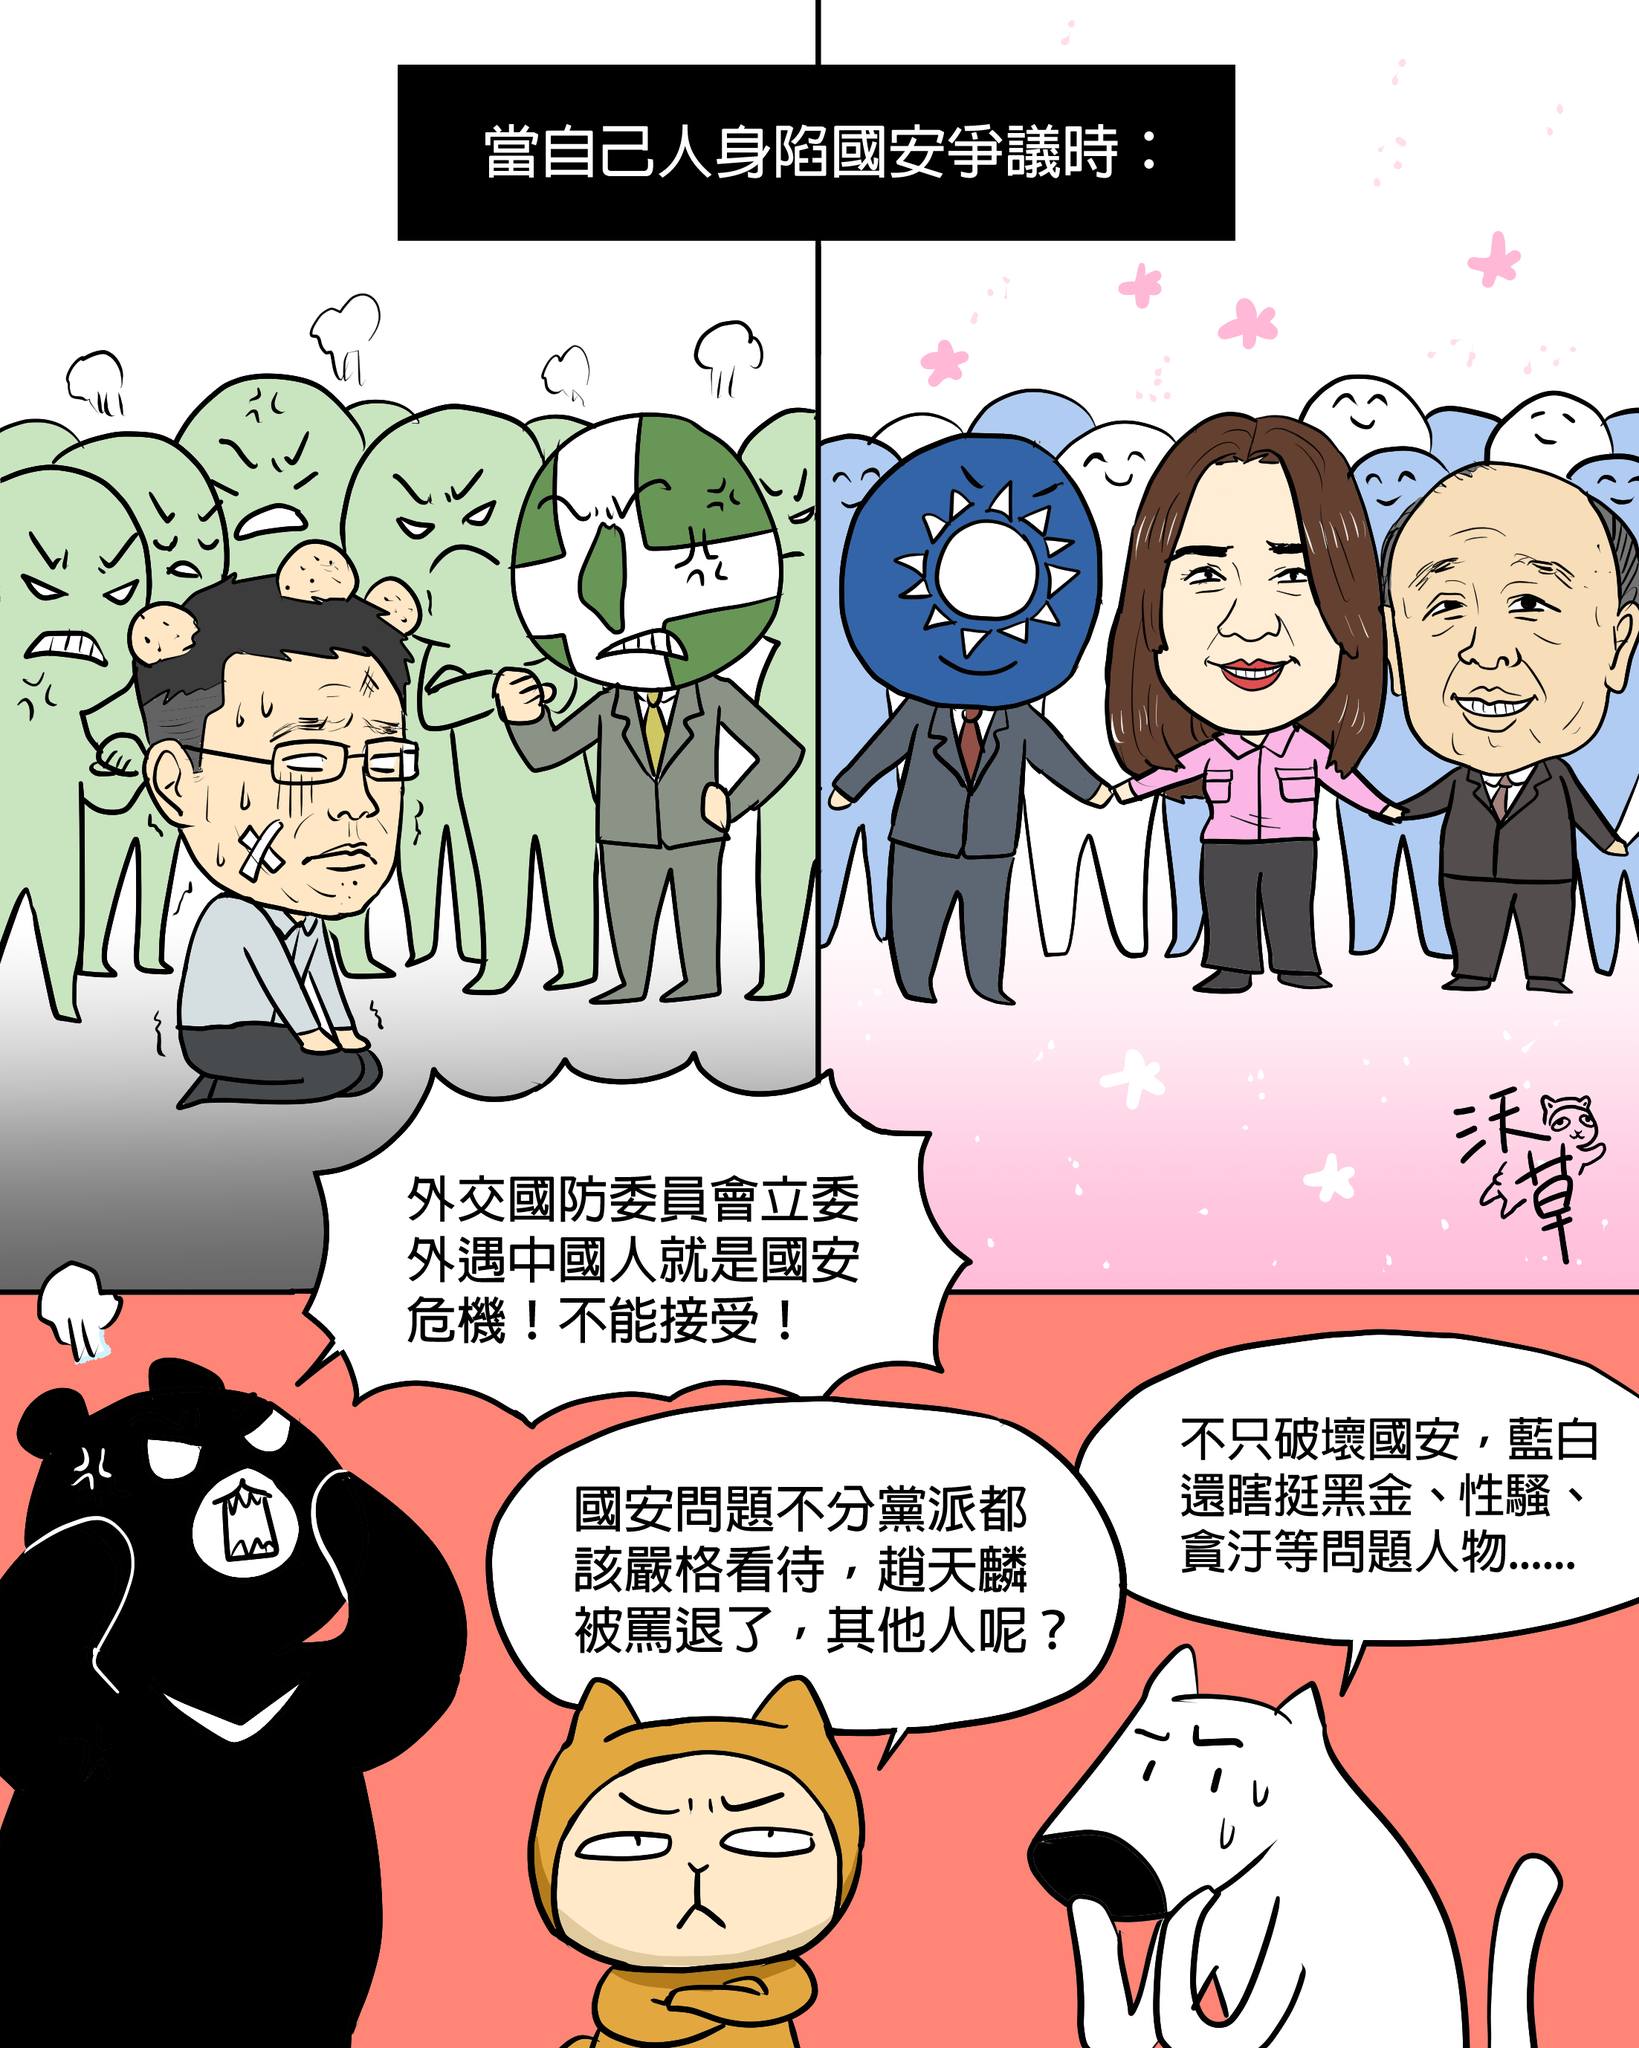 當自己人身陷國安爭議時：
外交國防委員會立委
外遇中國人就是國安
危機！不能接受！
國安問題不分黨派都
該嚴格看待，趙天麟
被罵退了，其他人呢？
不只破壞國安，藍白
還瞎挺黑金、性騷、
貪汙等問題人物......
沃草